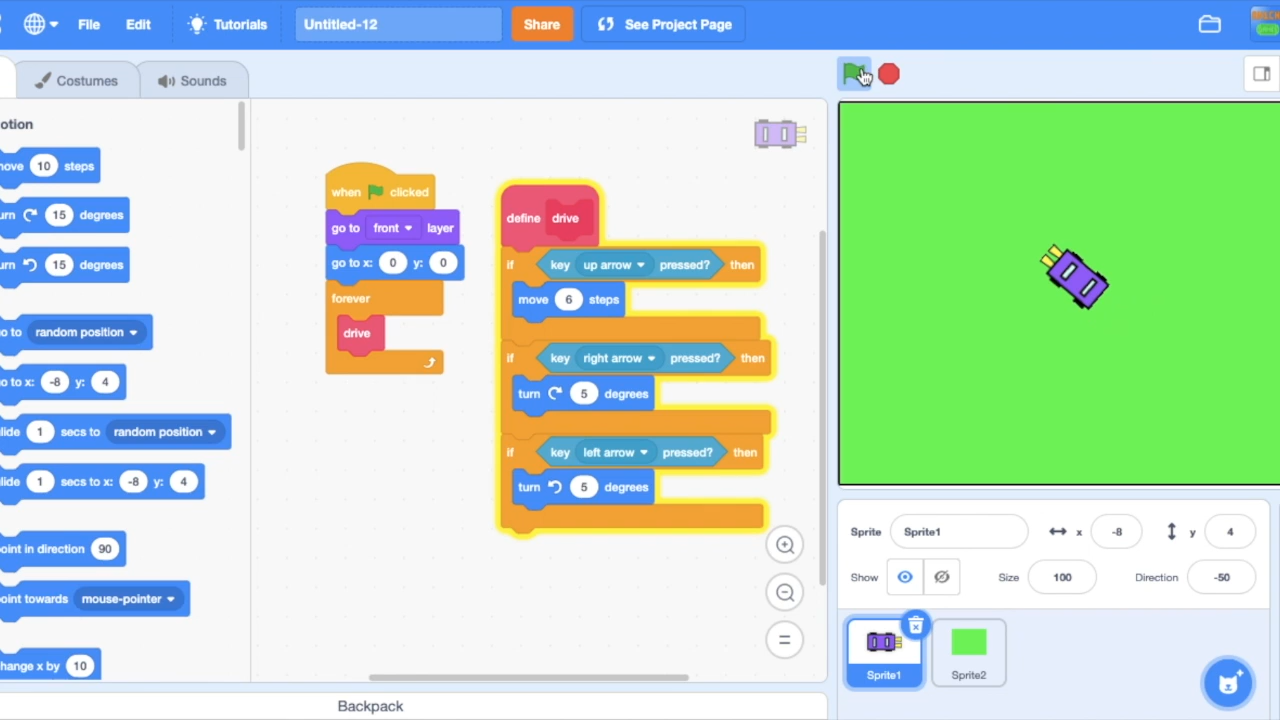 File Edit Tutorials Untitled-12 Share See Project Page
Costumes Sounds
otion
nove 10 steps
urn 15 degrees
urn 15 degrees
o to random position
o to x: -8 y: 4
lide 1 secs to random position
lide 1 secs to x: -8 y: 4
oint in direction 90
oint towards mouse-pointer
hange x by 10
when clicked
go to front layer
go to x: 0 y: 0
forever
drive
define drive
if key up arrow pressed? then
move 6 steps
if key right arrow pressed? then
turn 5 degrees
if key left arrow pressed? then
turn 5 degrees
Backpack
Sprite Sprite1 x -8 y 4
Show Size 100 Direction -50
Sprite1 Sprite2